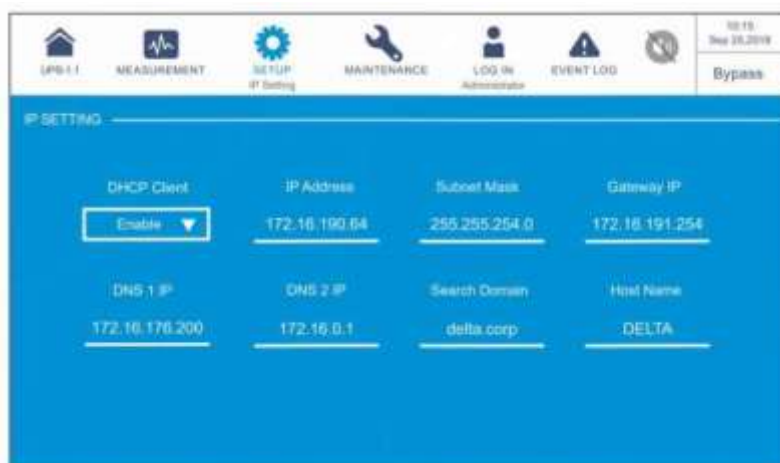 10:15
UPS-1-1 MEASUREMENT SETUP MAINTENANCE LOG IN EVENT LOG
IP Setting Administrator
Bypass
IP SETTING
DHCP Client IP Address Subnet Mask Gateway IP
Enable 172.16.190.64 255.255.254.0 172.16.191.254
DNS 1 IP DNS 2 IP Search Domain Host Name
172.16.176.200 172.16.0.1 delta.corp DELTA